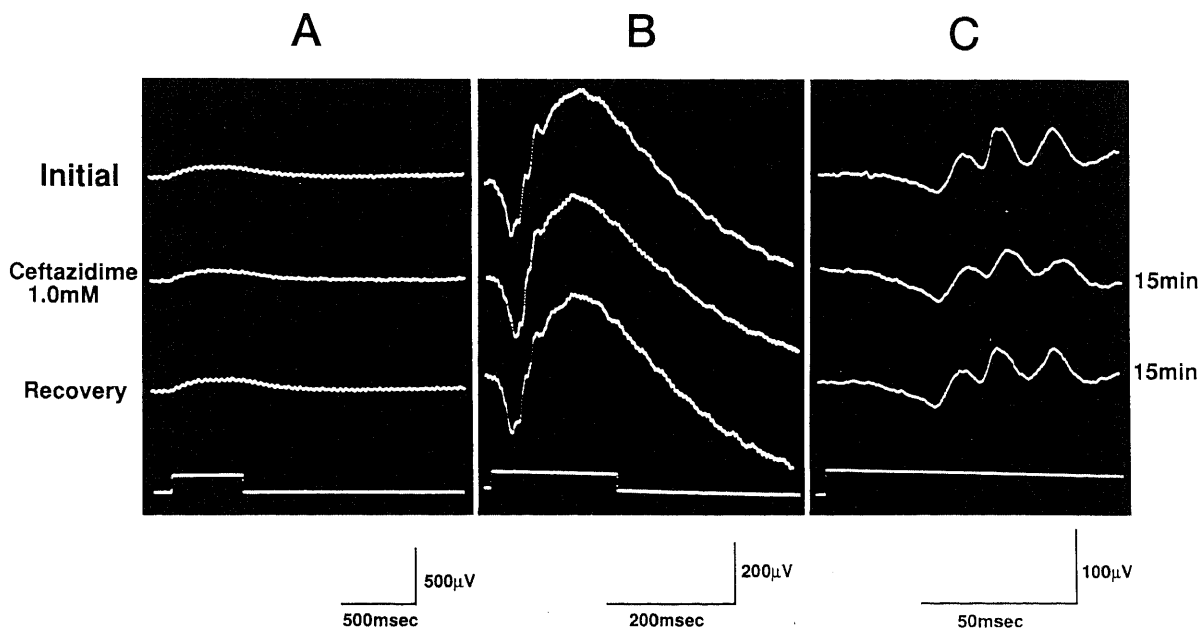 A B C
Initial
Ceftazidime
1.0mM
15min
Recovery
15min
500μV
200μV
100μV
500msec
200msec
50msec